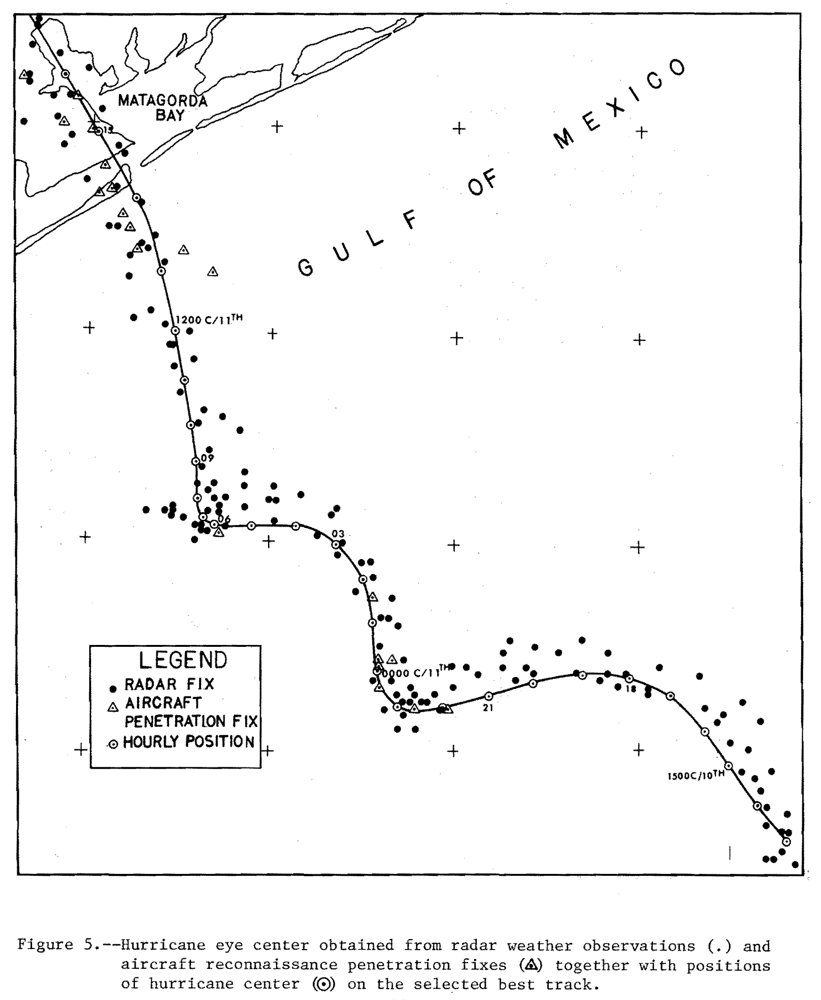 MATAGORDA
BAY
15
GULF OF MEXICO
1200 C/11TH
09
06
03
0000 C/11TH
18
21
1500C/10TH
LEGEND
● RADAR FIX
AIRCRAFT
PENETRATION FIX
⊙ HOURLY POSITION
Figure 5.--Hurricane eye center obtained from radar weather observations (.) and
aircraft reconnaissance penetration fixes (◬) together with positions
of hurricane center (⊙) on the selected best track.